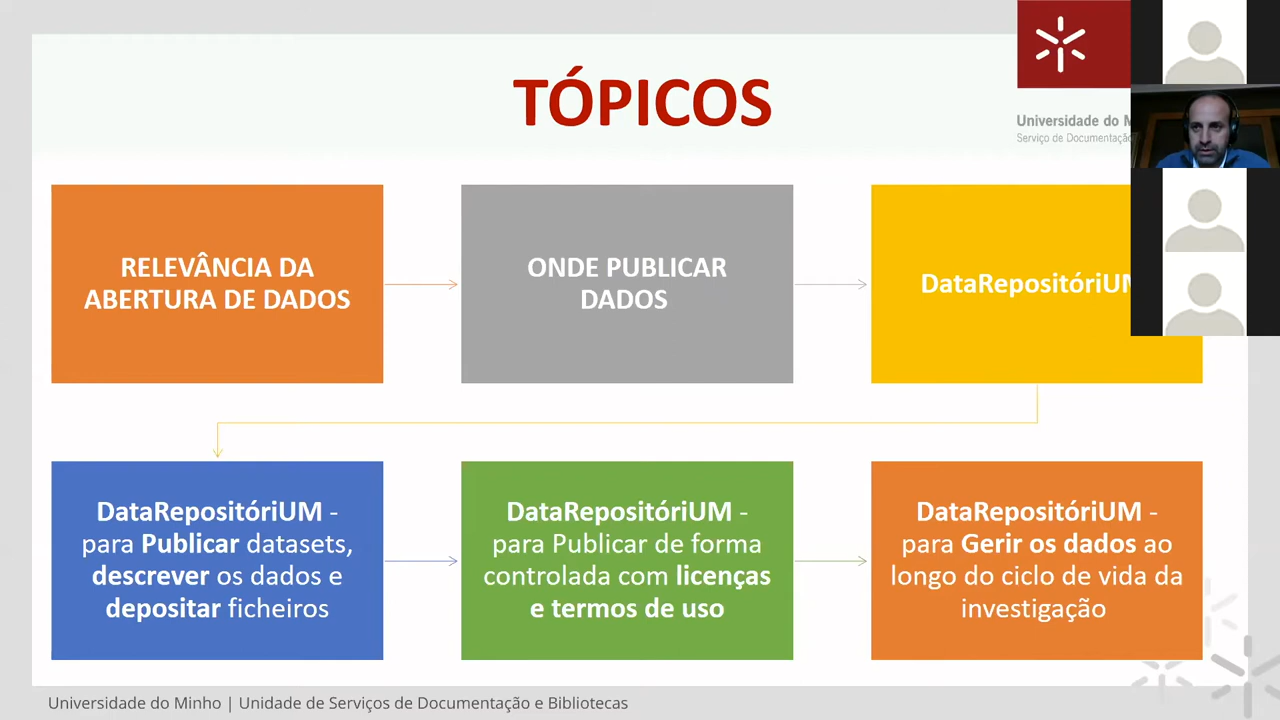 TÓPICOS
Universidade do
Serviço de Documentação
RELEVÂNCIA DA
ABERTURA DE DADOS
ONDE PUBLICAR
DADOS
DataRepositóriUM
DataRepositóriUM -
para Publicar datasets,
descrever os dados e
depositar ficheiros
DataRepositóriUM -
para Publicar de forma
controlada com licenças
e termos de uso
DataRepositóriUM -
para Gerir os dados ao
longo do ciclo de vida da
investigação
Universidade do Minho | Unidade de Serviços de Documentação e Bibliotecas